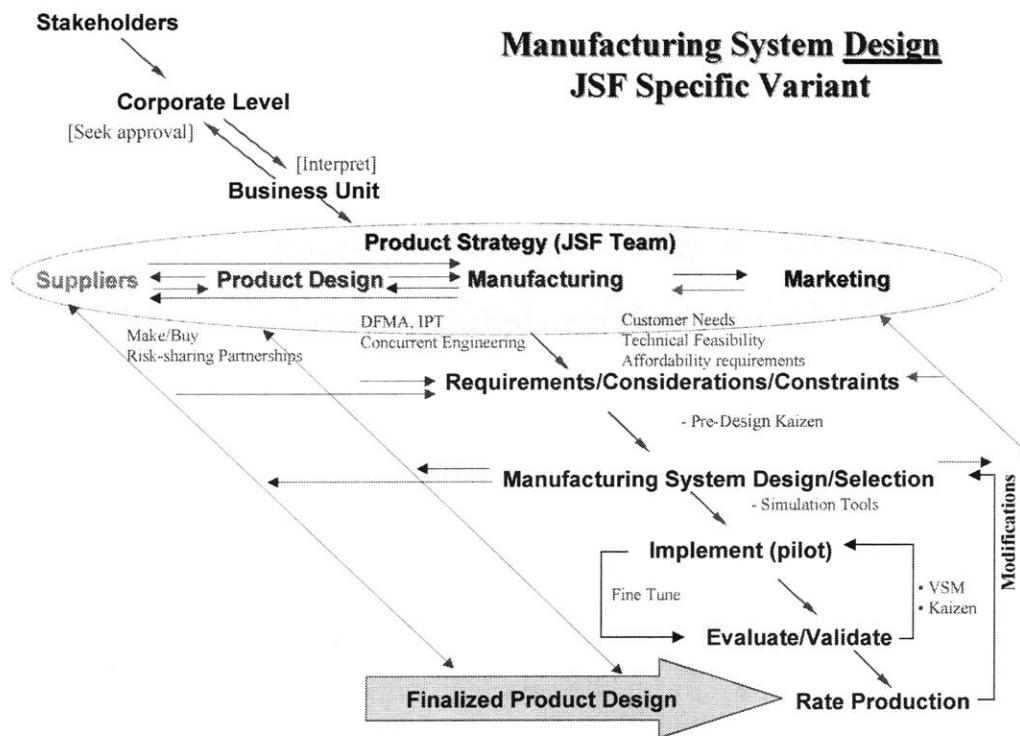 Stakeholders
Manufacturing System Design
JSF Specific Variant
Corporate Level
[Seek approval]
[Interpret]
Business Unit
Product Strategy (JSF Team)
Suppliers
Product Design
Manufacturing
Marketing
Make/Buy
Risk-sharing Partnerships
DFMA, IPT
Concurrent Engineering
Customer Needs
Technical Feasibility
Affordability requirements
Requirements/Considerations/Constraints
- Pre-Design Kaizen
Manufacturing System Design/Selection
- Simulation Tools
Modifications
Implement (pilot)
Fine Tune
• VSM
• Kaizen
Evaluate/Validate
Finalized Product Design
Rate Production